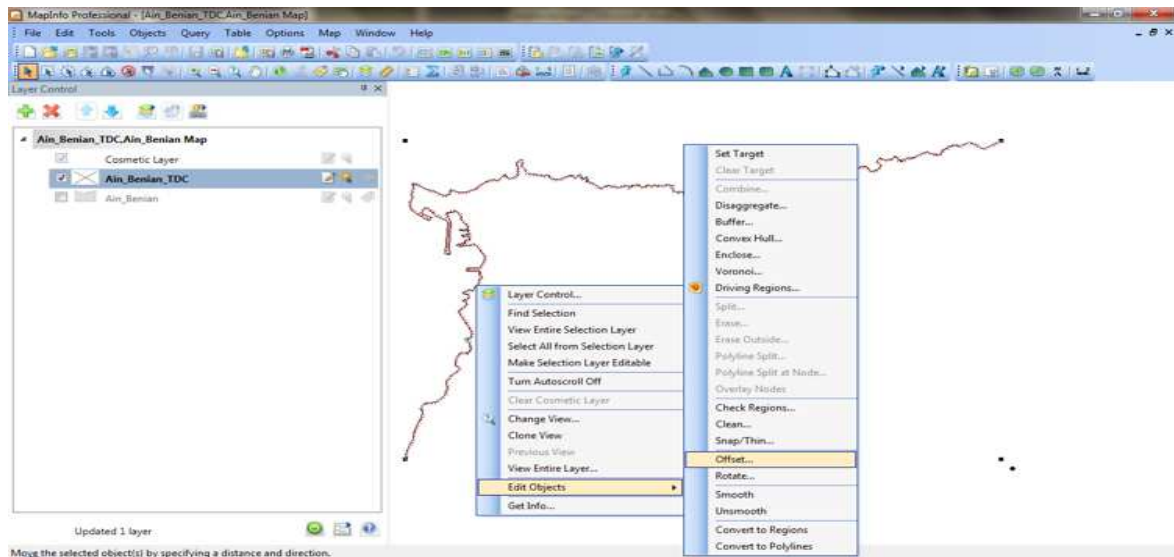 MapInfo Professional - [Ain_Benian_TDC,Ain_Benian Map]
File Edit Tools Objects Query Table Options Map Window Help
Layer Control
Ain_Benian_TDC,Ain_Benian Map
Cosmetic Layer
Ain_Benian_TDC
Ain_Benian
Updated 1 layer
Layer Control...
Find Selection
View Entire Selection Layer
Select All from Selection Layer
Make Selection Layer Editable
Turn Autoscroll Off
Clear Cosmetic Layer
Change View...
Clone View
Previous View
View Entire Layer...
Edit Objects
Get Info...
Set Target
Clear Target
Combine...
Disaggregate...
Buffer...
Convex Hull...
Enclose...
Voronoi...
Driving Regions...
Split...
Erase...
Erase Outside...
Polyline Split...
Polyline Split at Node...
Overlay Nodes
Check Regions...
Clean...
Snap/Thin...
Offset...
Rotate...
Smooth
Unsmooth
Convert to Regions
Convert to Polylines
Move the selected object(s) by specifying a distance and direction.